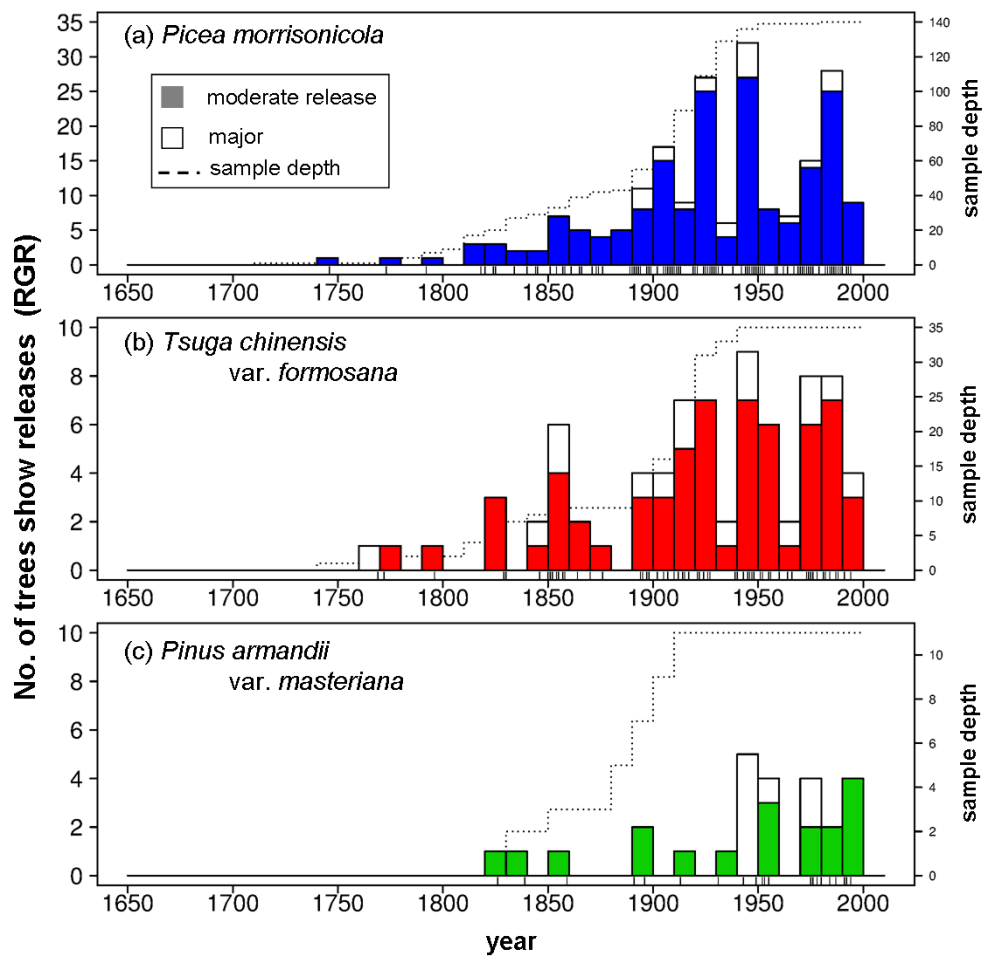 No. of trees show releases (RGR)
(a) Picea morrisonicola
moderate release
major
sample depth
35
30
25
20
15
10
5
0
140
120
100
80
60
40
20
0
sample depth
1650 1700 1750 1800 1850 1900 1950 2000
(b) Tsuga chinensis
var. formosana
10
8
6
4
2
0
35
30
25
20
15
10
5
0
sample depth
1650 1700 1750 1800 1850 1900 1950 2000
(c) Pinus armandii
var. masteriana
10
8
6
4
2
0
10
8
6
4
2
0
sample depth
1650 1700 1750 1800 1850 1900 1950 2000
year